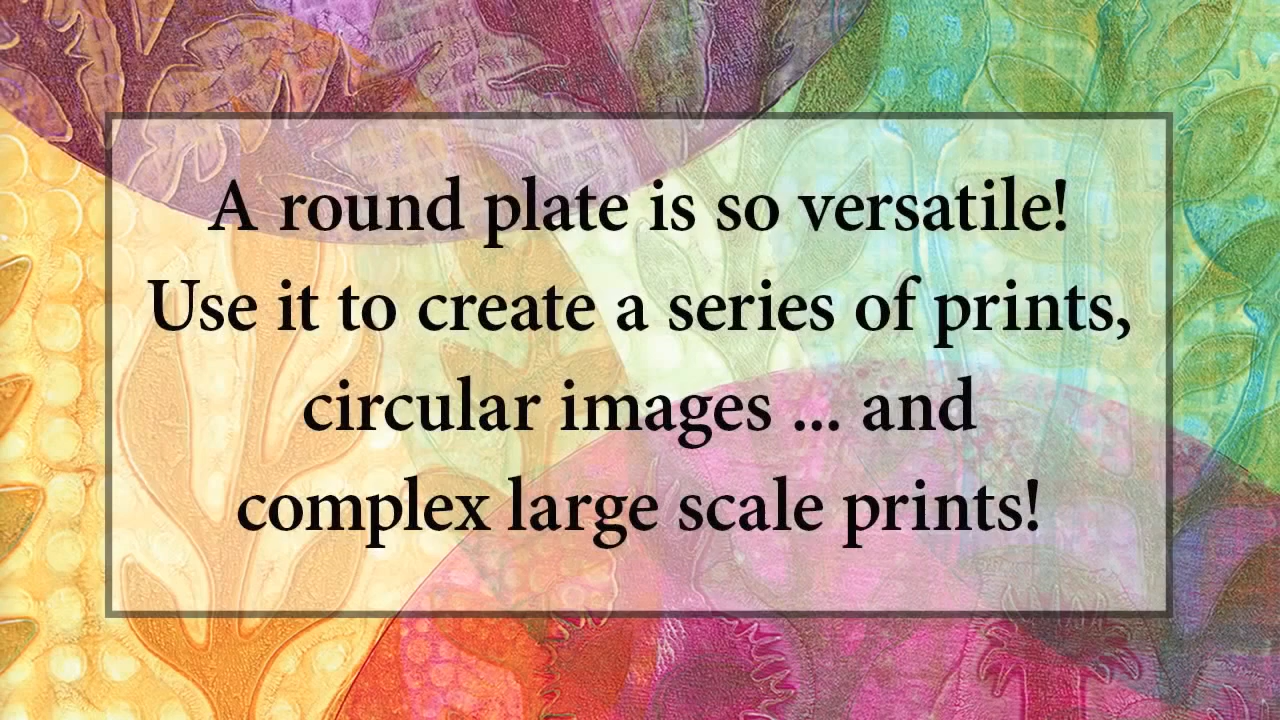 A round plate is so versatile!
Use it to create a series of prints,
circular images ... and
complex large scale prints!